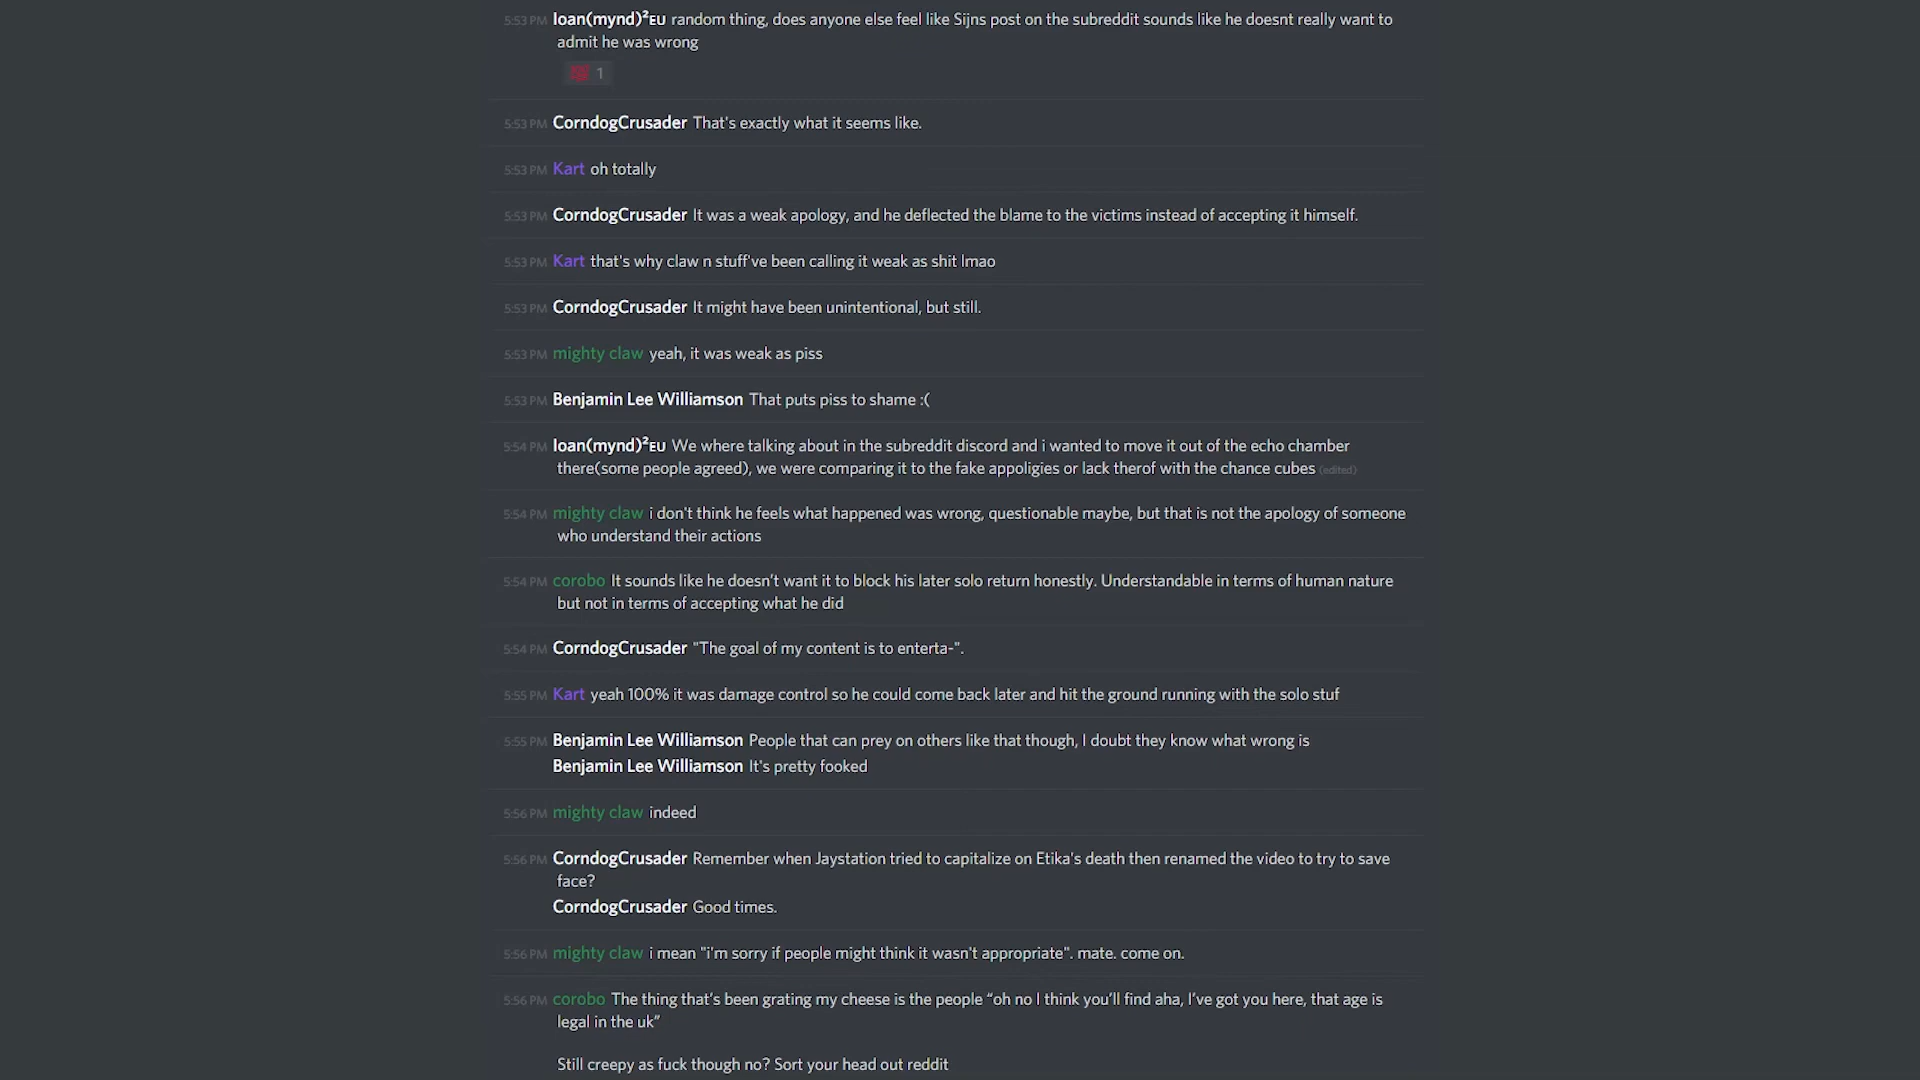 5:53 PM loan(mynd)²EU random thing, does anyone else feel like Sijns post on the subreddit sounds like he doesnt really want to
admit he was wrong
1
5:53 PM CorndogCrusader That's exactly what it seems like.
5:53 PM Kart oh totally
5:53 PM CorndogCrusader It was a weak apology, and he deflected the blame to the victims instead of accepting it himself.
5:53 PM Kart that's why claw n stuff've been calling it weak as shit lmao
5:53 PM CorndogCrusader It might have been unintentional, but still.
5:53 PM mighty claw yeah, it was weak as piss
5:53 PM Benjamin Lee Williamson That puts piss to shame :(
5:54 PM loan(mynd)²EU We where talking about in the subreddit discord and i wanted to move it out of the echo chamber
there(some people agreed), we were comparing it to the fake appoligies or lack therof with the chance cubes (edited)
5:54 PM mighty claw i don't think he feels what happened was wrong, questionable maybe, but that is not the apology of someone
who understand their actions
5:54 PM corobo It sounds like he doesn't want it to block his later solo return honestly. Understandable in terms of human nature
but not in terms of accepting what he did
5:54 PM CorndogCrusader "The goal of my content is to enterta-".
5:55 PM Kart yeah 100% it was damage control so he could come back later and hit the ground running with the solo stuf
5:55 PM Benjamin Lee Williamson People that can prey on others like that though, I doubt they know what wrong is
Benjamin Lee Williamson It's pretty fooked
5:56 PM mighty claw indeed
5:56 PM CorndogCrusader Remember when Jaystation tried to capitalize on Etika's death then renamed the video to try to save
face?
CorndogCrusader Good times.
5:56 PM mighty claw i mean "i'm sorry if people might think it wasn't appropriate". mate. come on.
5:56 PM corobo The thing that's been grating my cheese is the people “oh no I think you'll find aha, I've got you here, that age is
legal in the uk”
Still creepy as fuck though no? Sort your head out reddit